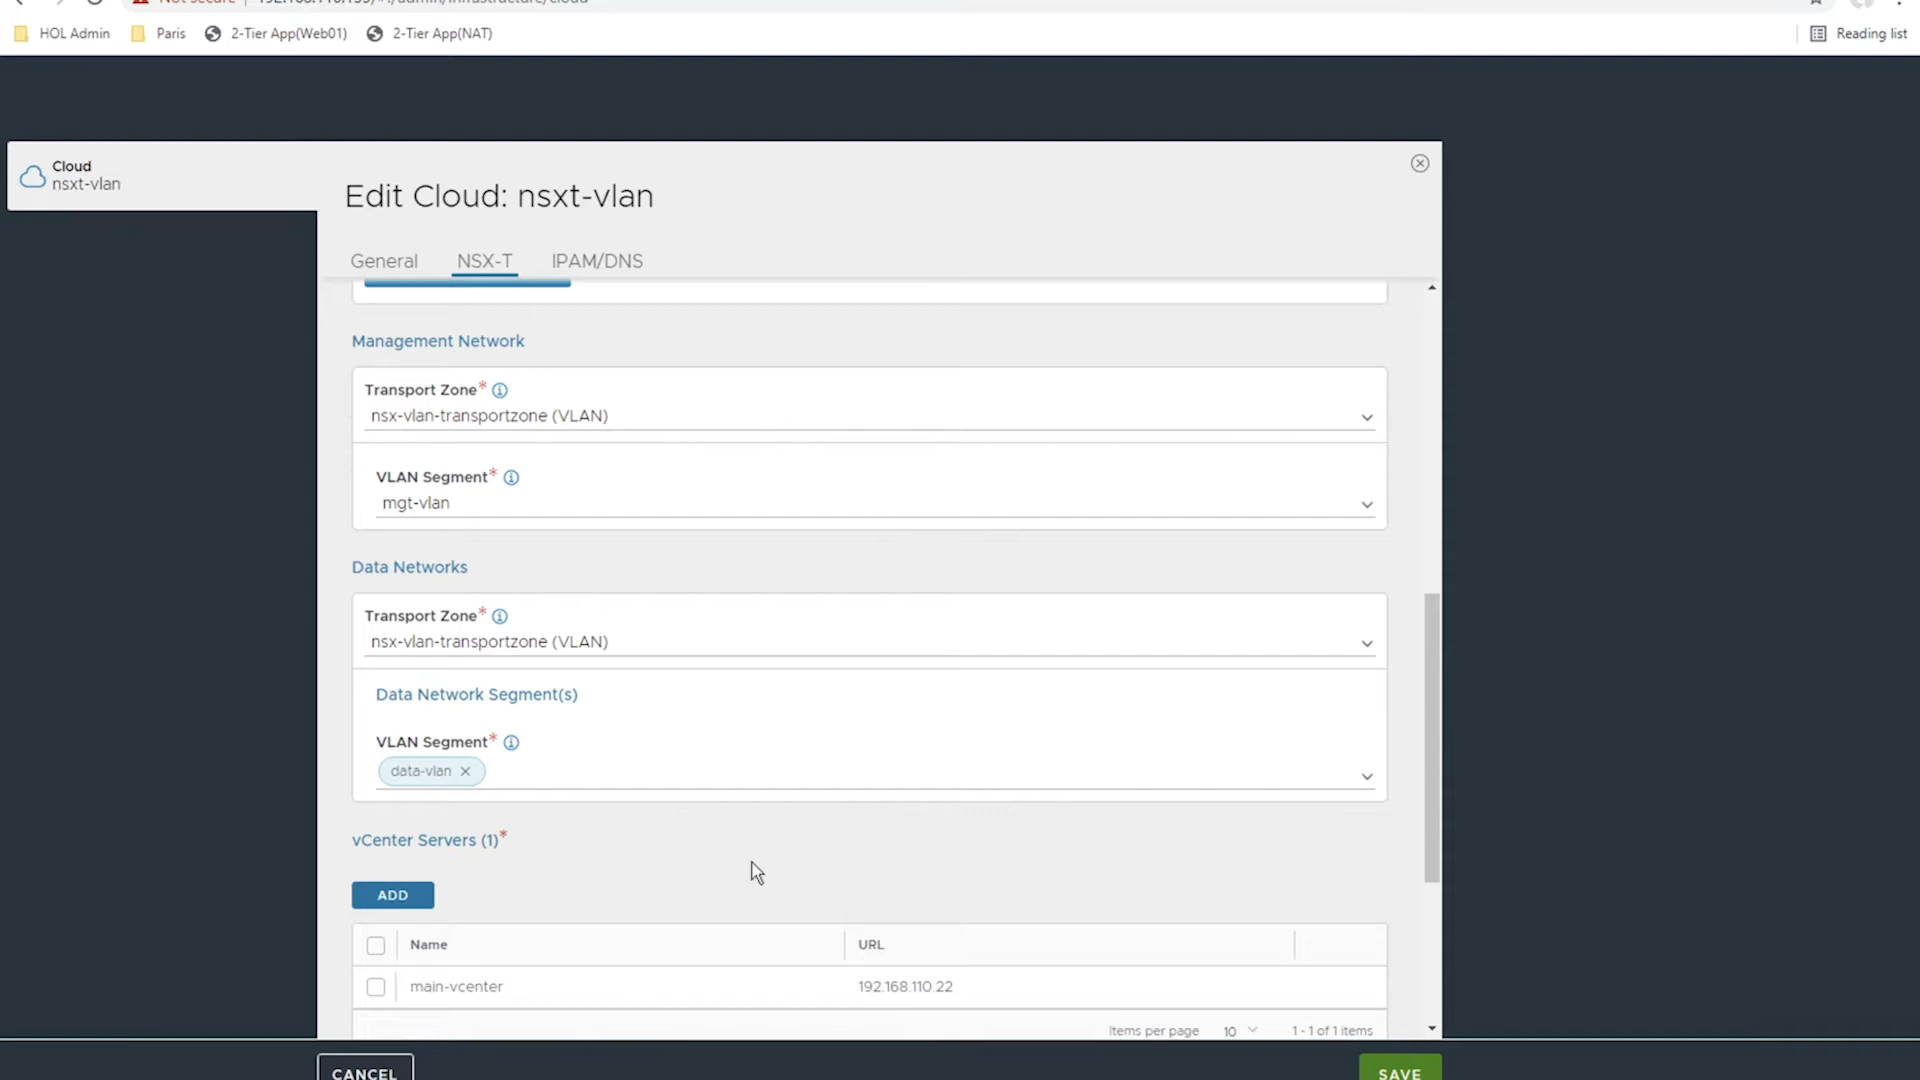 Not secure
HOL Admin Paris 2-Tier App(Web01) 2-Tier App(NAT) Reading list
Cloud
nsxt-vlan
Edit Cloud: nsxt-vlan
General NSX-T IPAM/DNS
Management Network
Transport Zone*
nsx-vlan-transportzone (VLAN)
VLAN Segment*
mgt-vlan
Data Networks
Transport Zone*
nsx-vlan-transportzone (VLAN)
Data Network Segment(s)
VLAN Segment*
data-vlan
vCenter Servers (1)*
ADD
Name URL
main-vcenter 192.168.110.22
Items per page 10 1 - 1 of 1 items
CANCEL SAVE